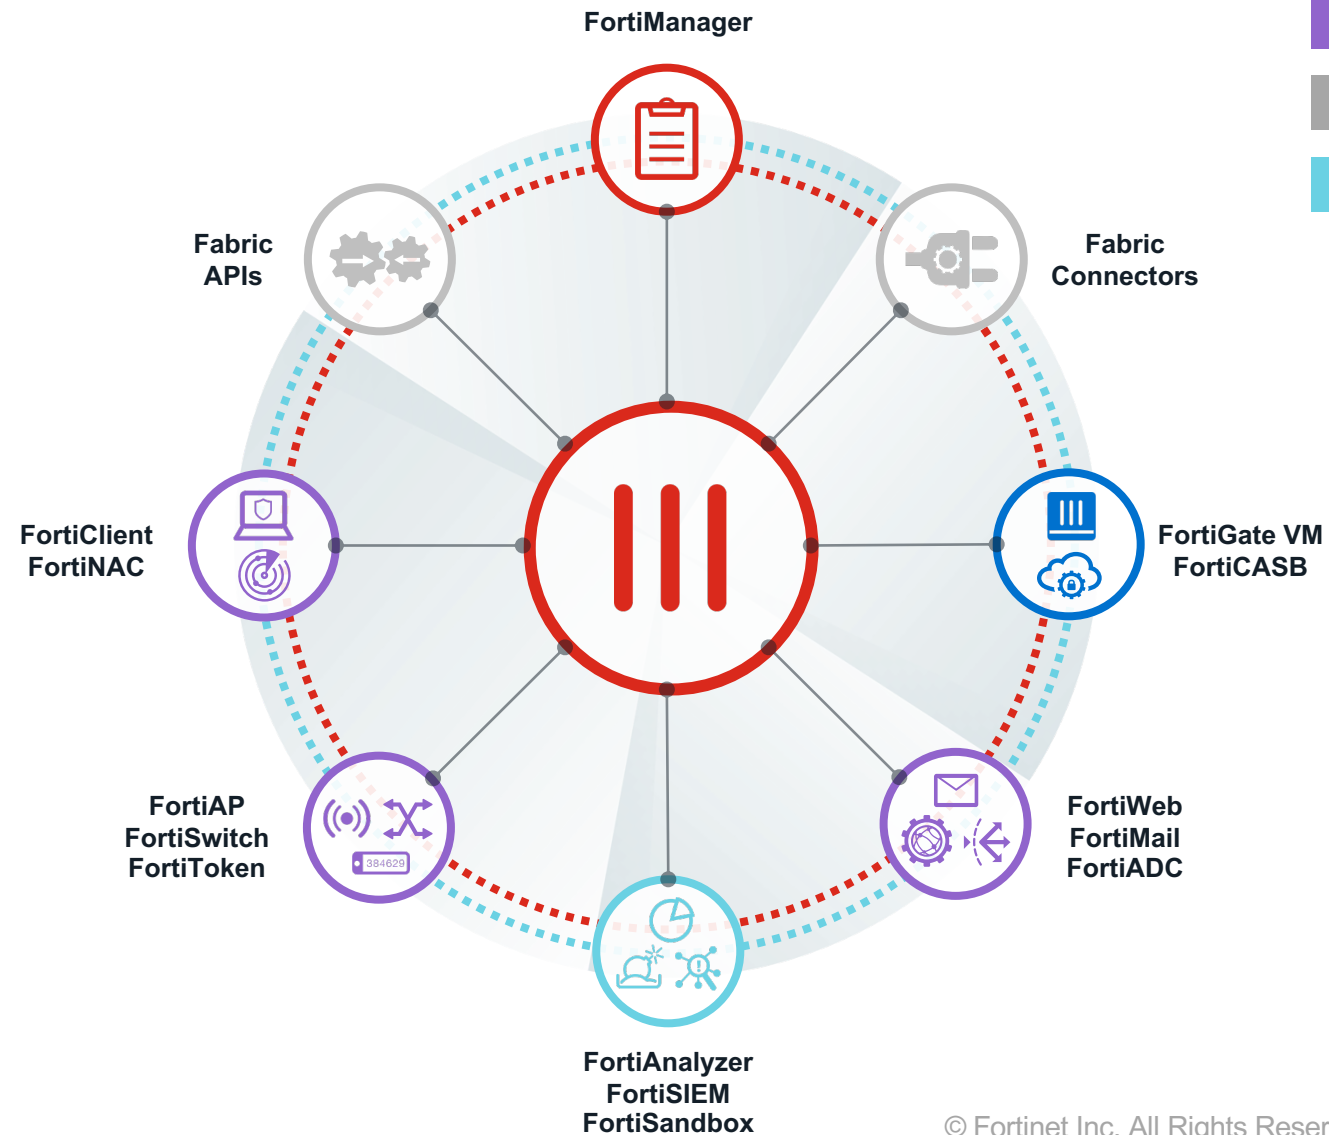 FortiManager
Fabric
APIs
Fabric
Connectors
FortiClient
FortiNAC
FortiGate VM
FortiCASB
FortiAP
FortiSwitch
FortiToken
384629
FortiWeb
FortiMail
FortiADC
FortiAnalyzer
FortiSIEM
FortiSandbox
© Fortinet Inc. All Rights Reser